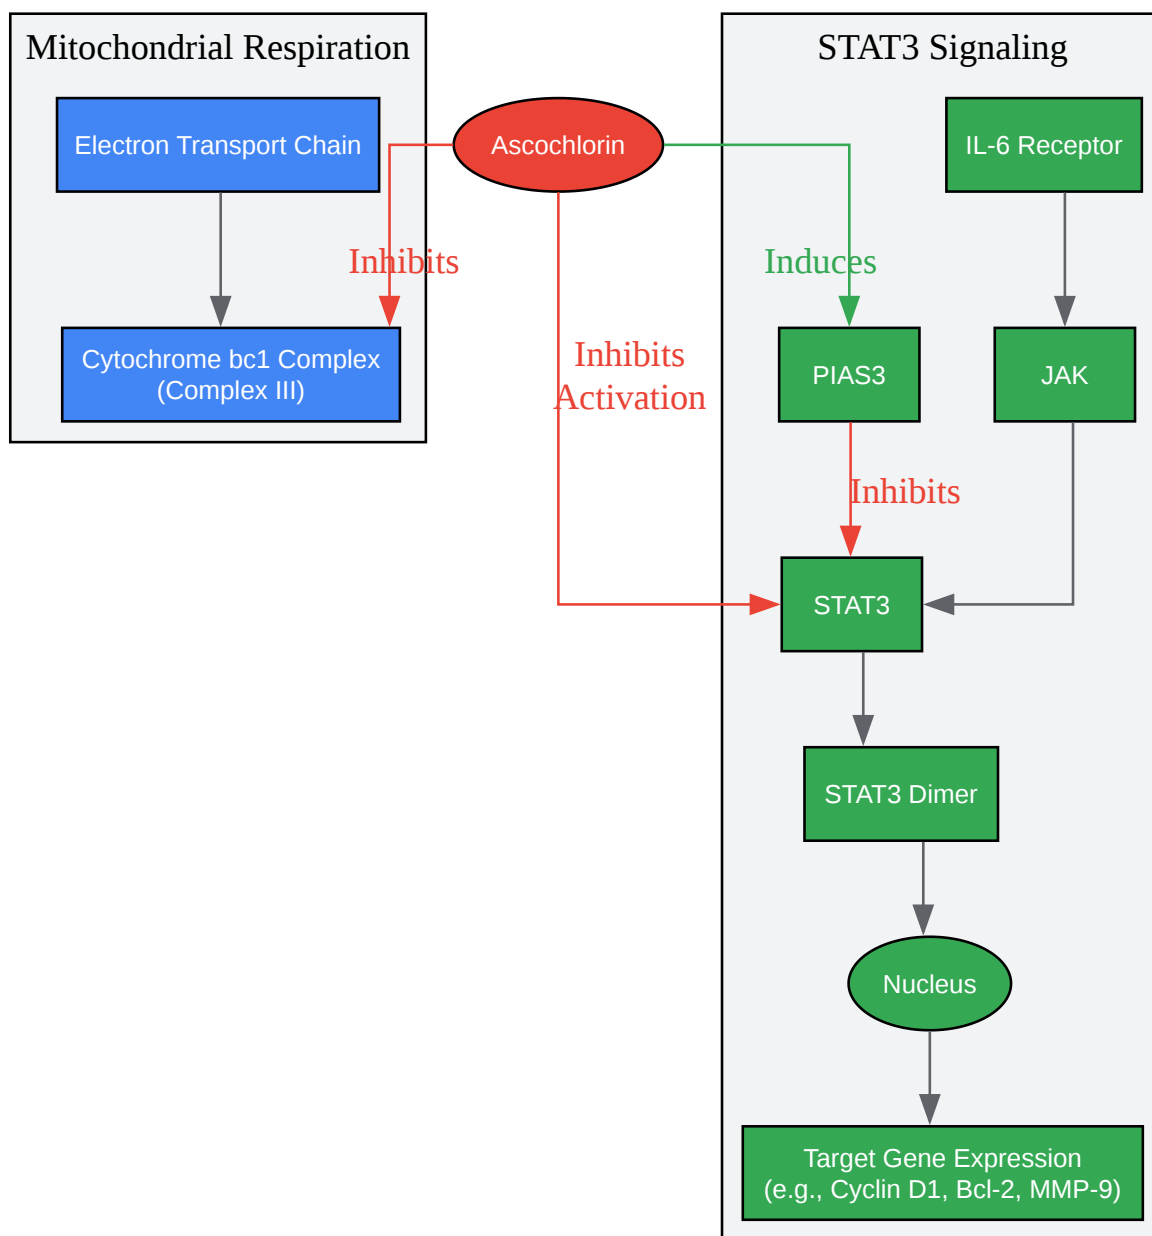 Mitochondrial Respiration
STAT3 Signaling
Electron Transport Chain
Ascochlorin
IL-6 Receptor
Inhibits
Induces
Cytochrome bc1 Complex
(Complex III)
Inhibits
Activation
PIAS3
JAK
Inhibits
STAT3
STAT3 Dimer
Nucleus
Target Gene Expression
(e.g., Cyclin D1, Bcl-2, MMP-9)